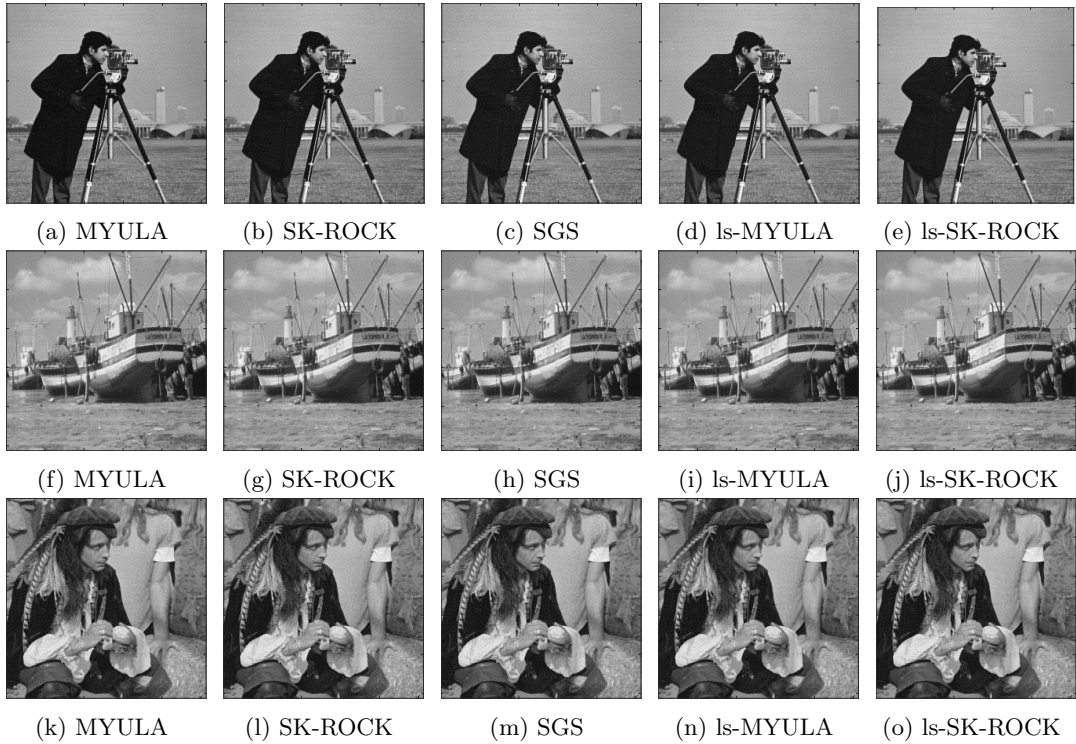 (a) MYULA (b) SK-ROCK (c) SGS (d) ls-MYULA (e) ls-SK-ROCK
(f) MYULA (g) SK-ROCK (h) SGS (i) ls-MYULA (j) ls-SK-ROCK
(k) MYULA (l) SK-ROCK (m) SGS (n) ls-MYULA (o) ls-SK-ROCK